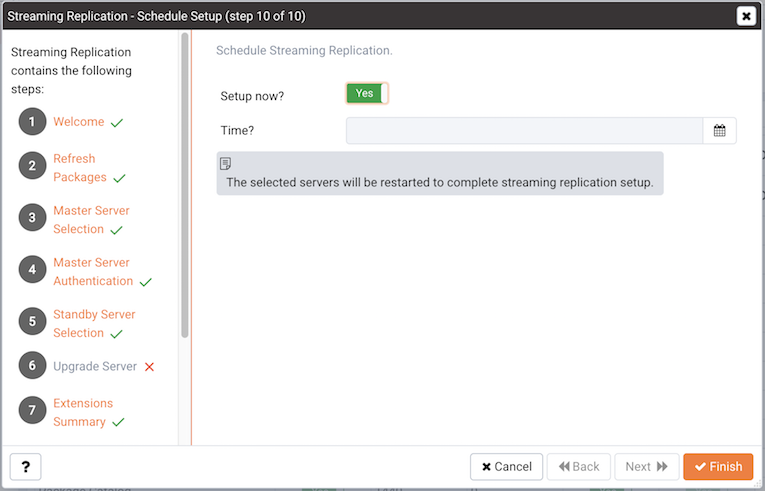 Streaming Replication - Schedule Setup (step 10 of 10)
Streaming Replication
contains the following
steps:
1 Welcome
2 Refresh
Packages
3 Master Server
Selection
4 Master Server
Authentication
5 Standby Server
Selection
6 Upgrade Server
7 Extensions
Summary
Schedule Streaming Replication.
Setup now? Yes
Time?
The selected servers will be restarted to complete streaming replication setup.
? Cancel Back Next Finish